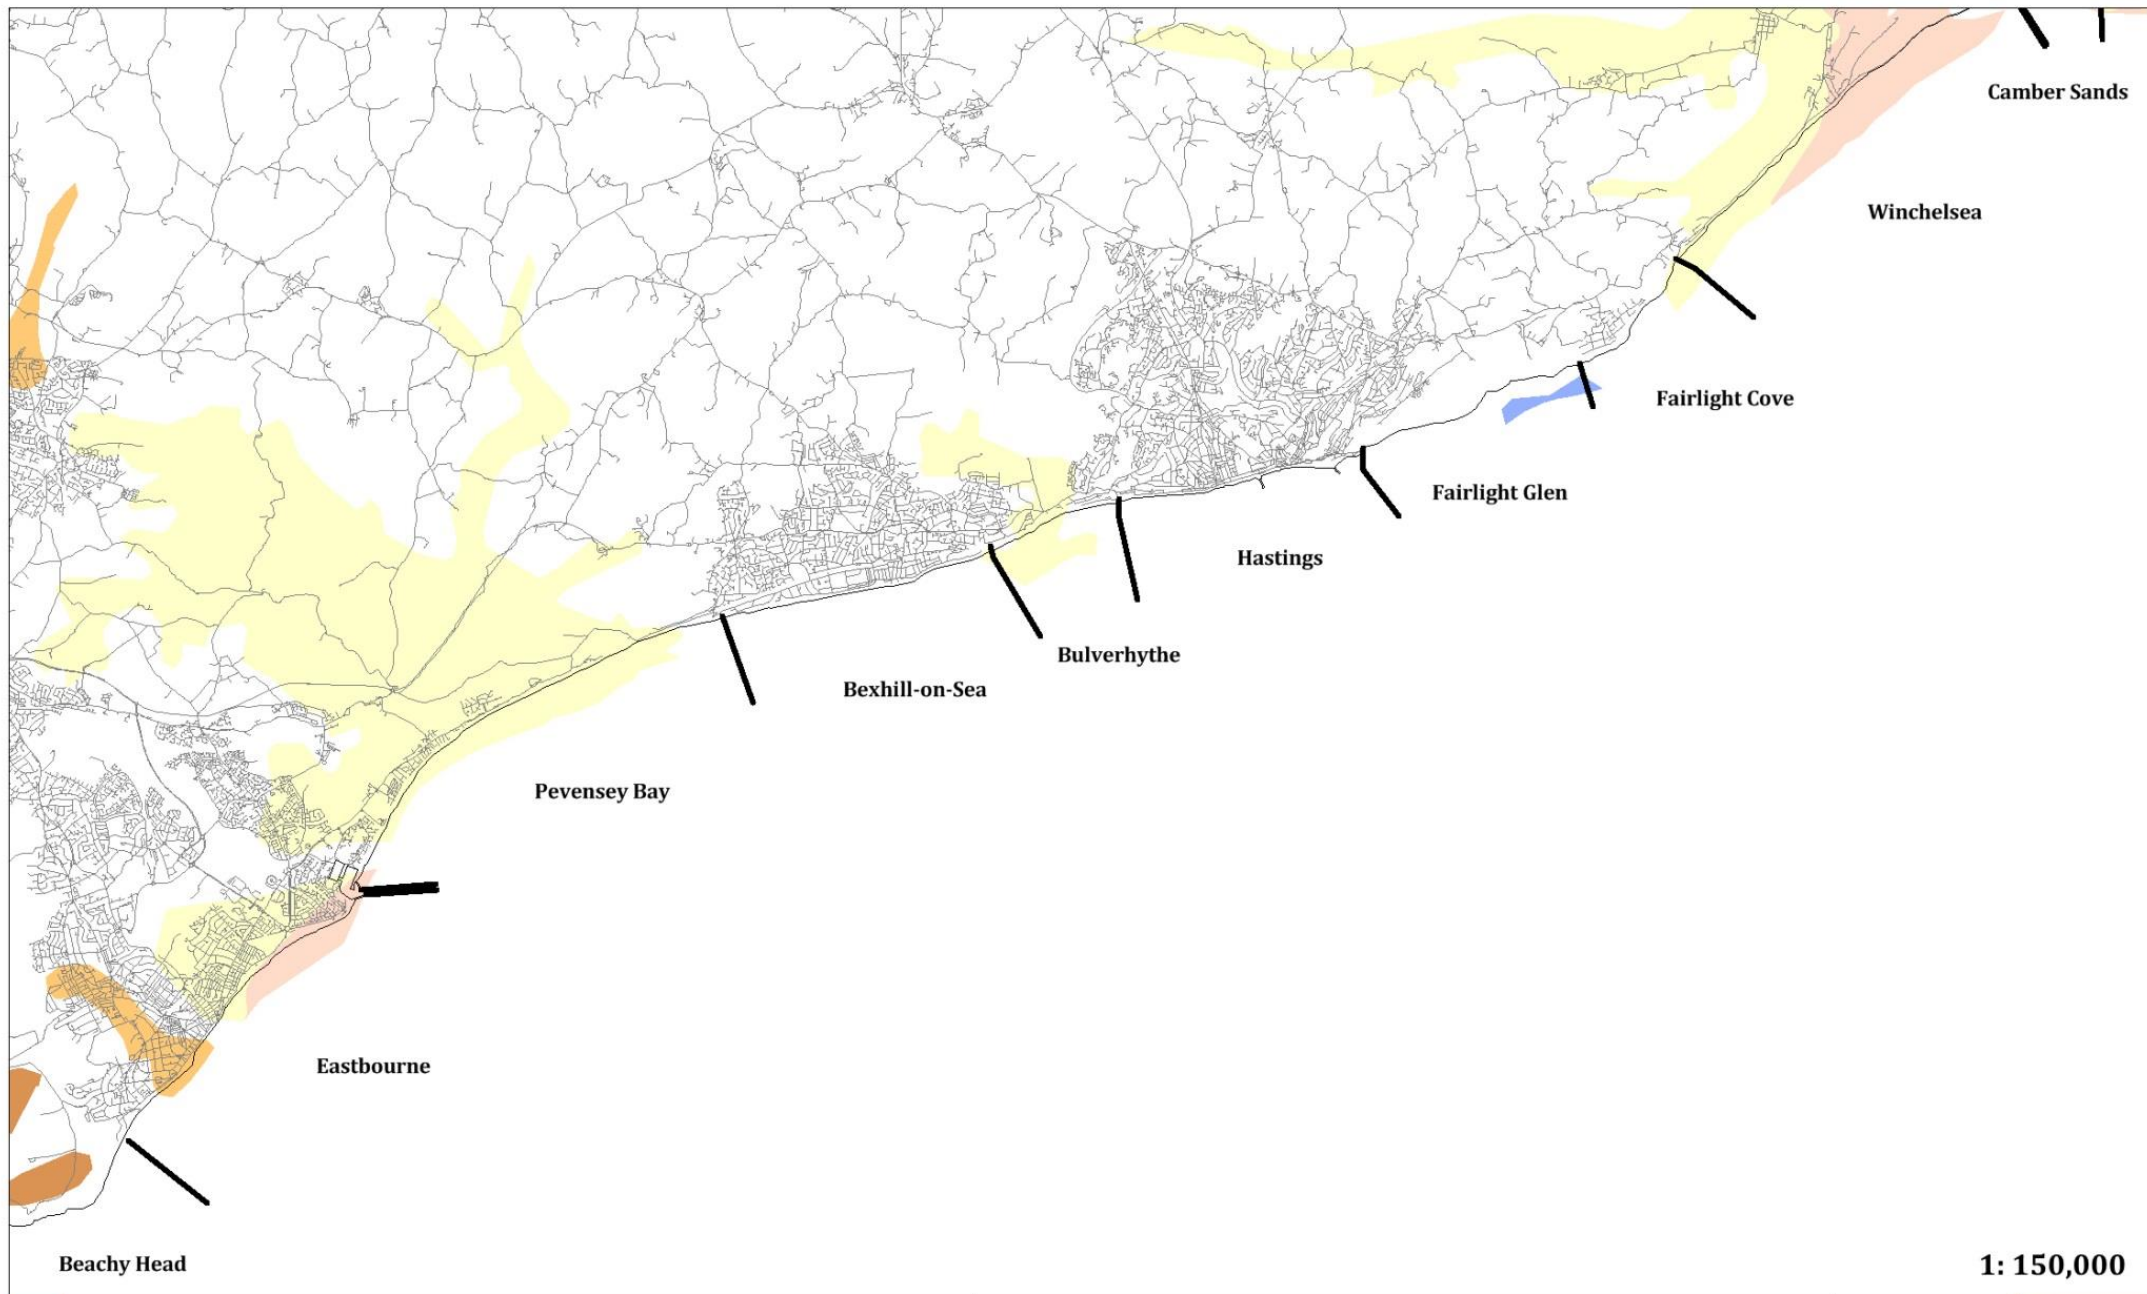 Camber Sands
Winchelsea
Fairlight Cove
Fairlight Glen
Hastings
Bulverhythe
Bexhill-on-Sea
Pevensey Bay
Eastbourne
Beachy Head
1: 150,000